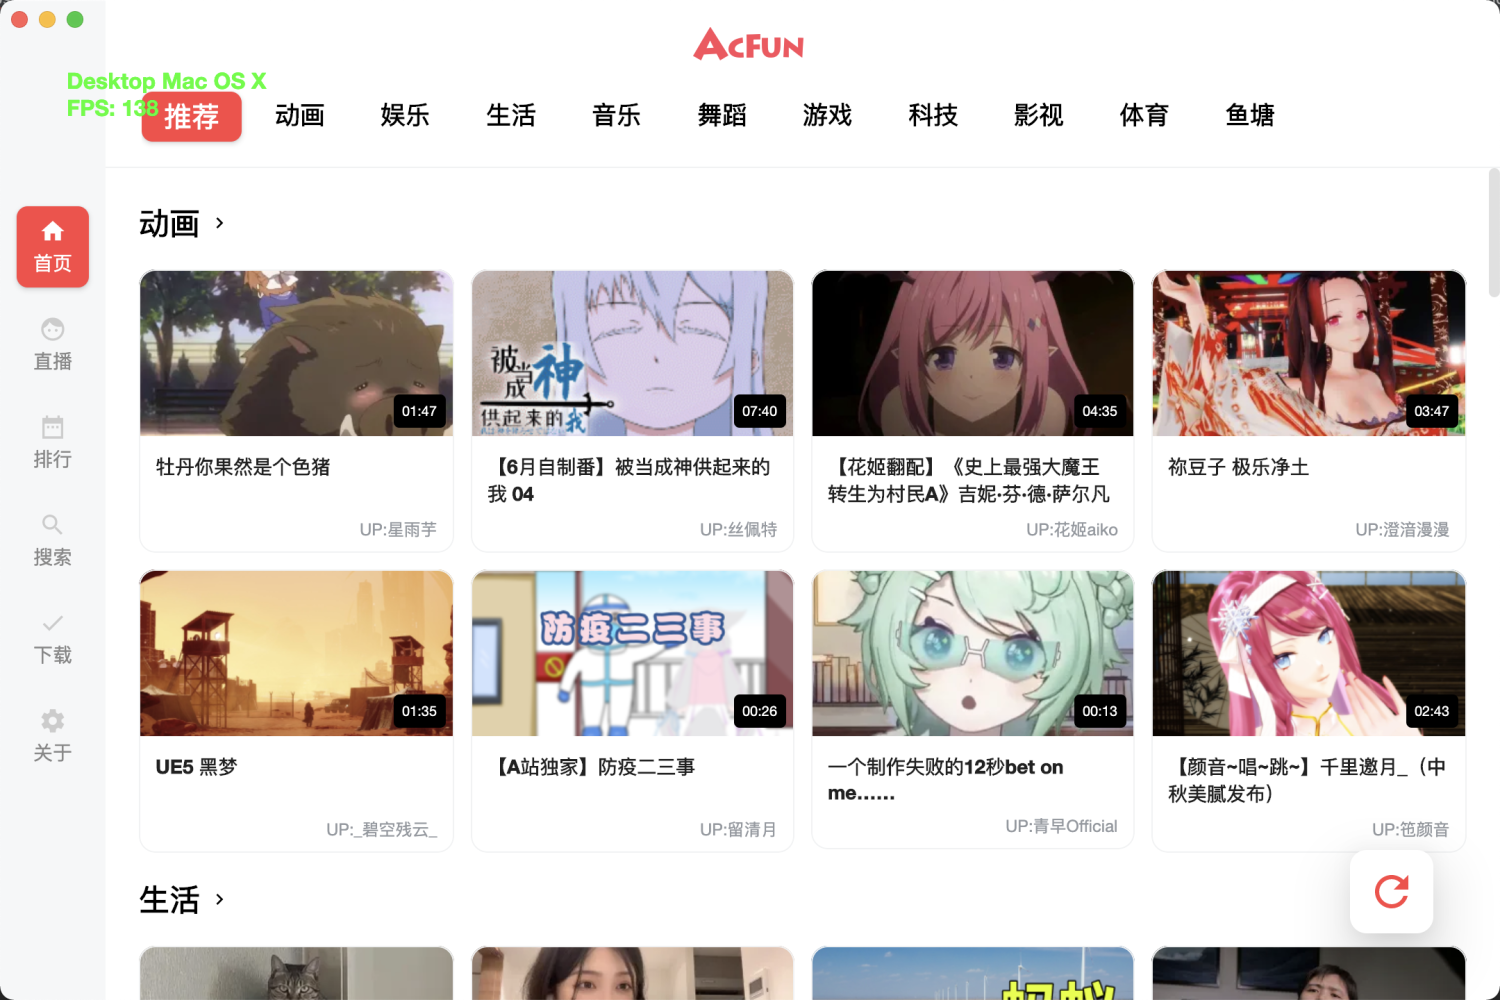 ACFUN
Desktop Mac OS X
FPS: 138
推荐
动画
娱乐
生活
音乐
舞蹈
游戏
科技
影视
体育
鱼塘
首页
直播
排行
搜索
下载
关于
动画
01:47
被当成神
供起来的我
07:40
04:35
03:47
牡丹你果然是个色猪
UP:星雨芋
【6月自制番】被当成神供起来的
我 04
UP:丝佩特
【花姬翻配】《史上最强大魔王
转生为村民A》吉妮·芬·德·萨尔凡
UP:花姬aiko
祢豆子 极乐净土
UP:澄湆漫漫
01:35
防疫二三事
00:26
00:13
02:43
UE5 黑梦
UP:_碧空残云_
【A站独家】防疫二三事
UP:留清月
一个制作失败的12秒bet on
me……
UP:青早Official
【颜音~唱~跳~】千里邀月_（中
秋美腻发布）
UP:笆颜音
生活
蚂蚁